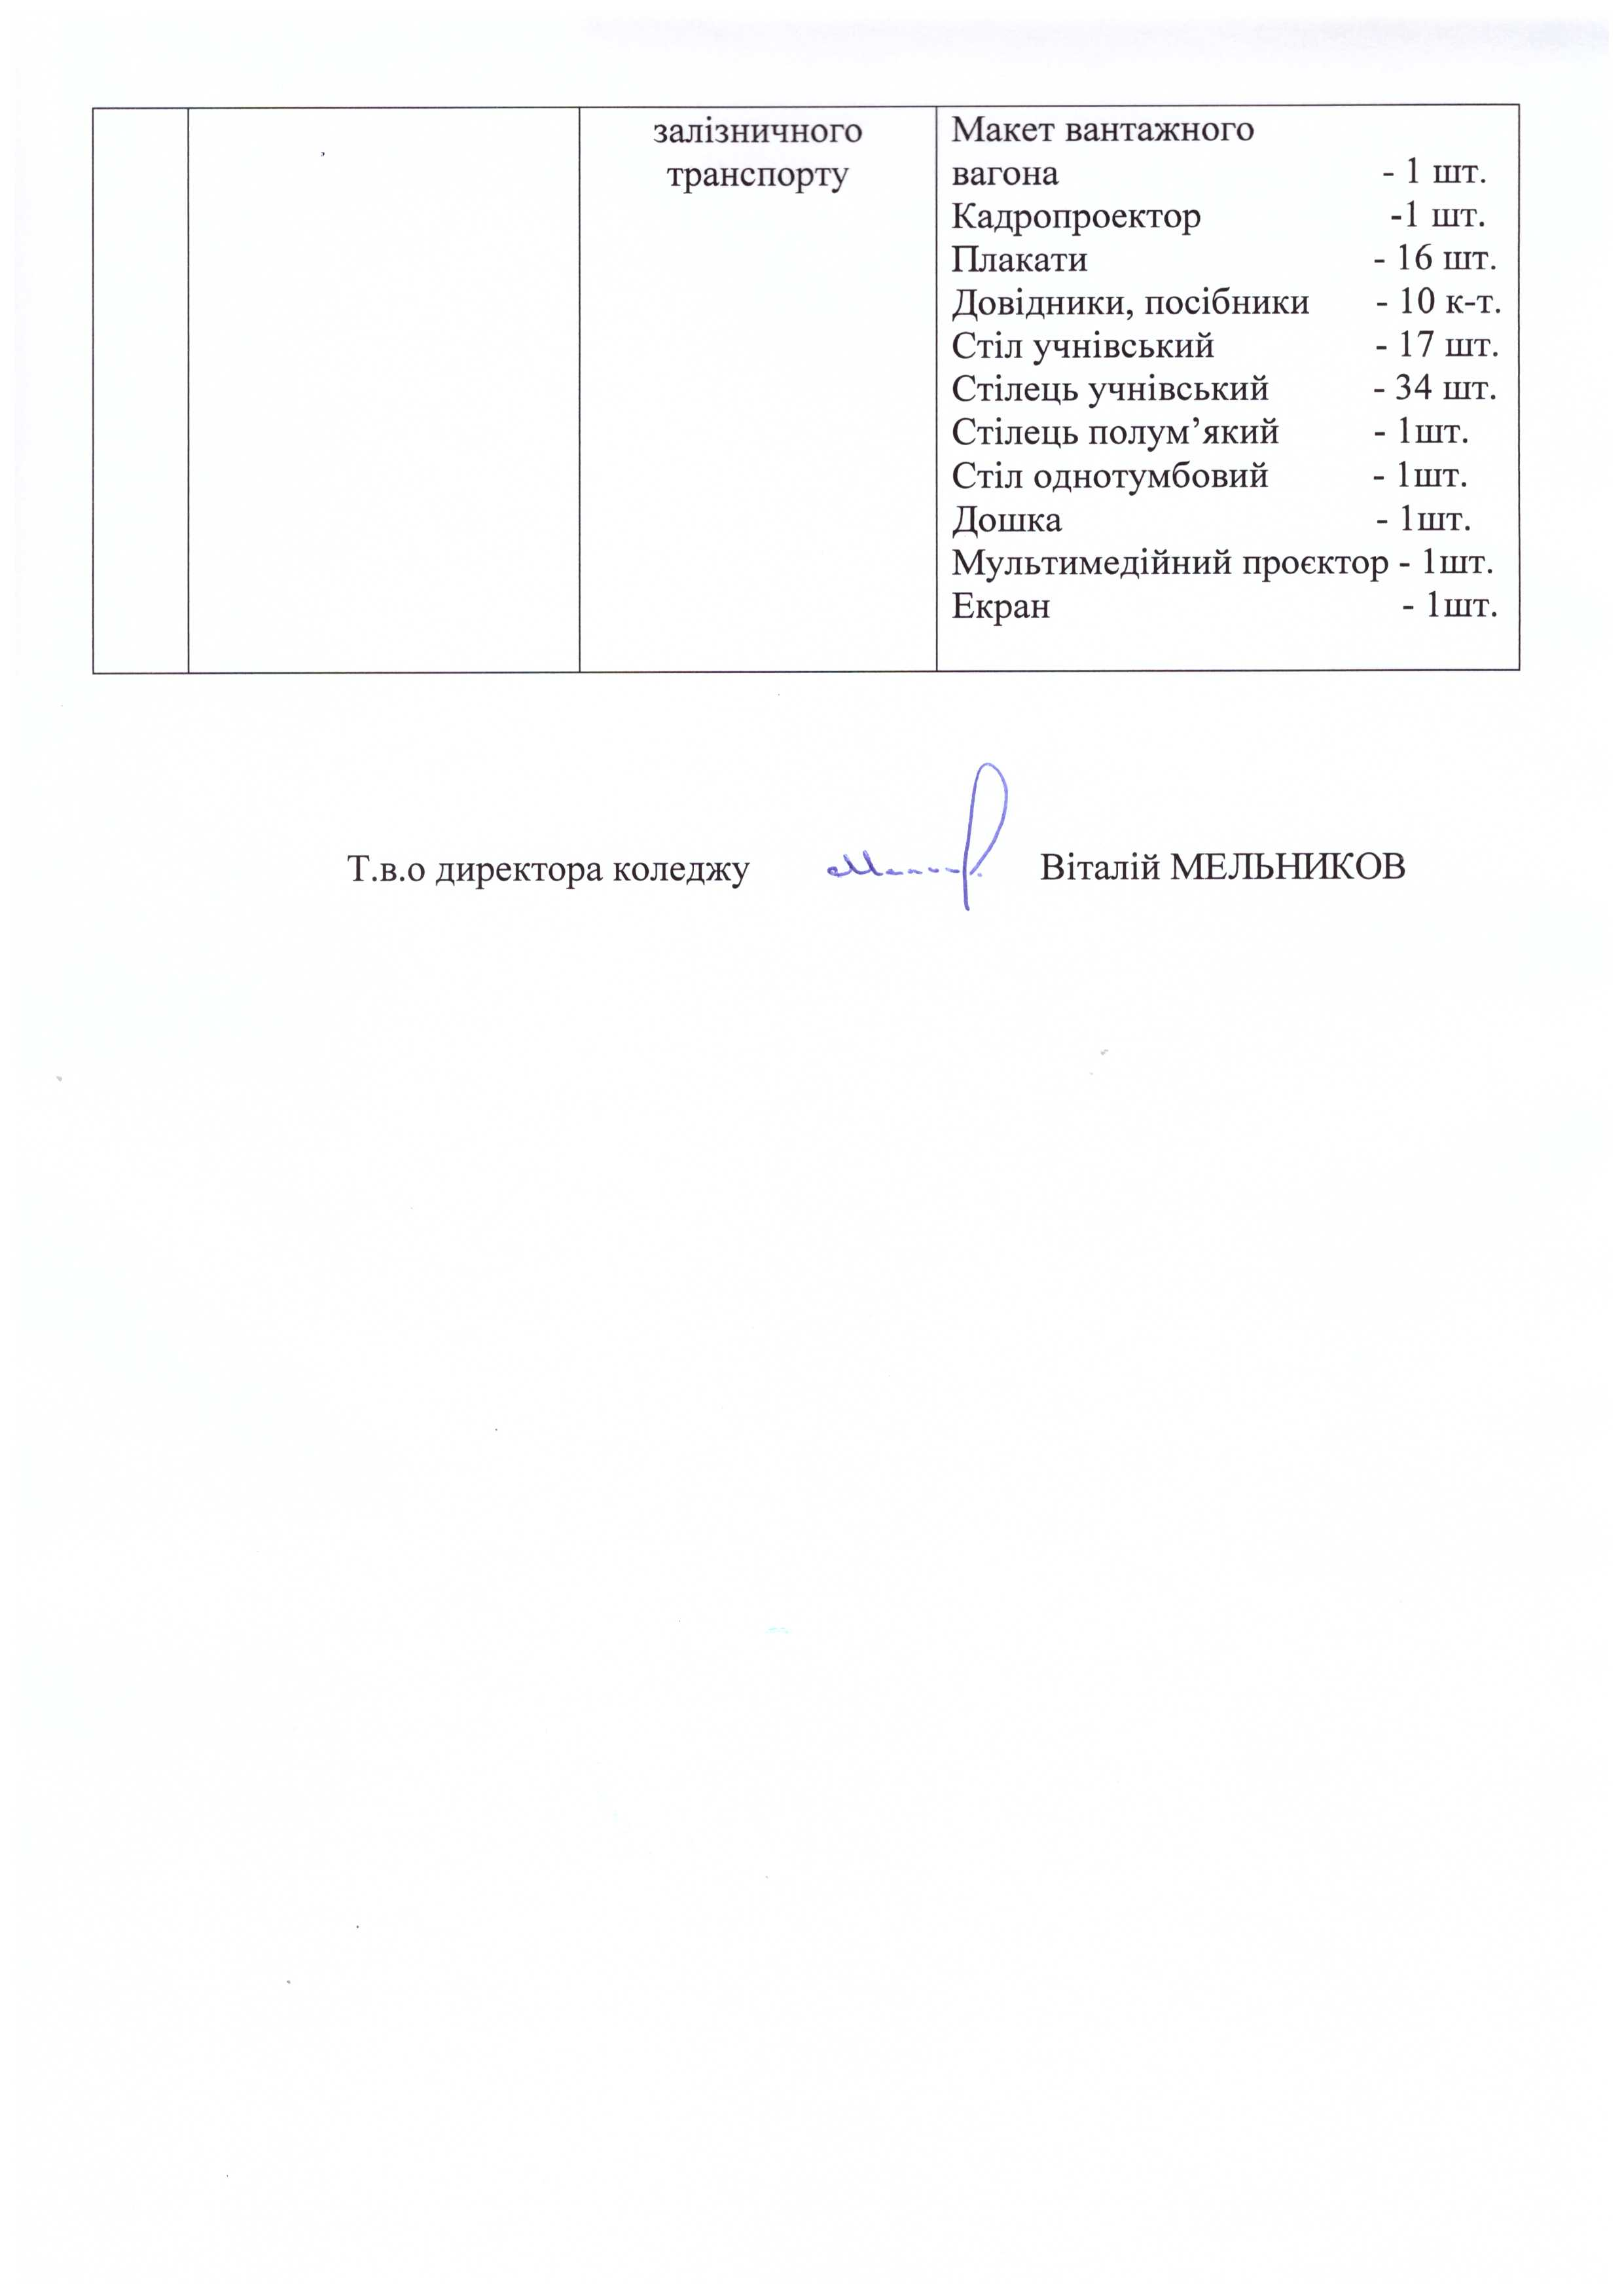 залізничного
транспорту
Макет вантажного
вагона - 1 шт.
Кадропроектор -1 шт.
Плакати - 16 шт.
Довідники, посібники - 10 к-т.
Стіл учнівський - 17 шт.
Стілець учнівський - 34 шт.
Стілець полум’який - 1шт.
Стіл однотумбовий - 1шт.
Дошка - 1шт.
Мультимедійний проєктор - 1шт.
Екран - 1шт.
Т.в.о директора коледжу Віталій МЕЛЬНИКОВ